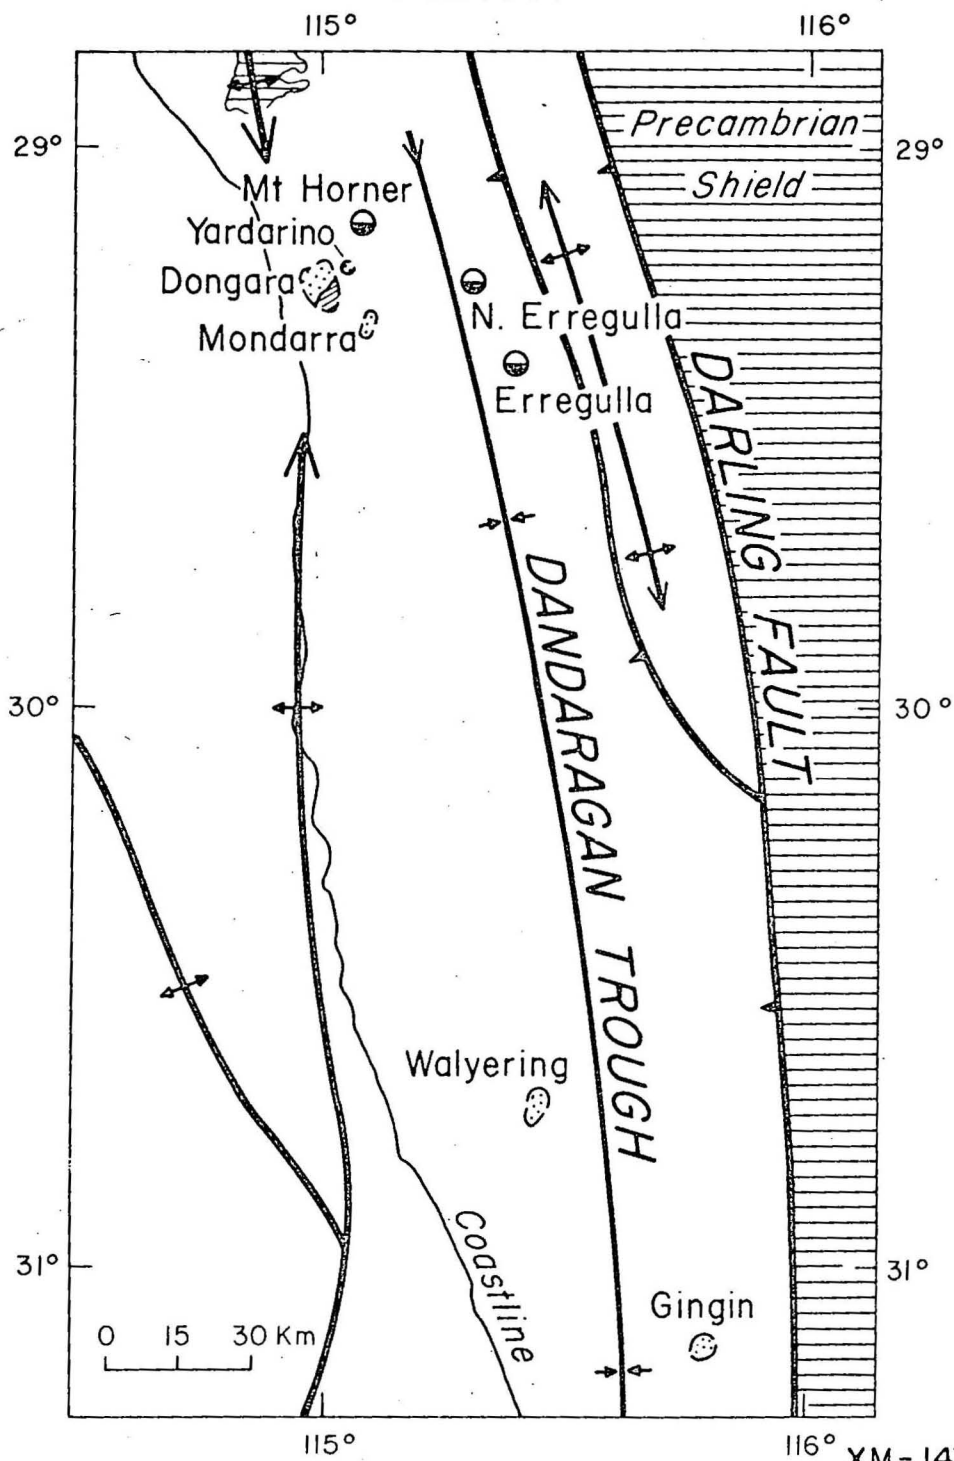 115° 116°
29° 29°
Precambrian
Shield
Mt Horner
Yardarino
Dongara
Mondarra
N. Erregulla
Erregulla
DARLING FAULT
DANDARAGAN TROUGH
30° 30°
Walyering
Coastline
31° 31°
Gingin
0 15 30 Km
115° 116°